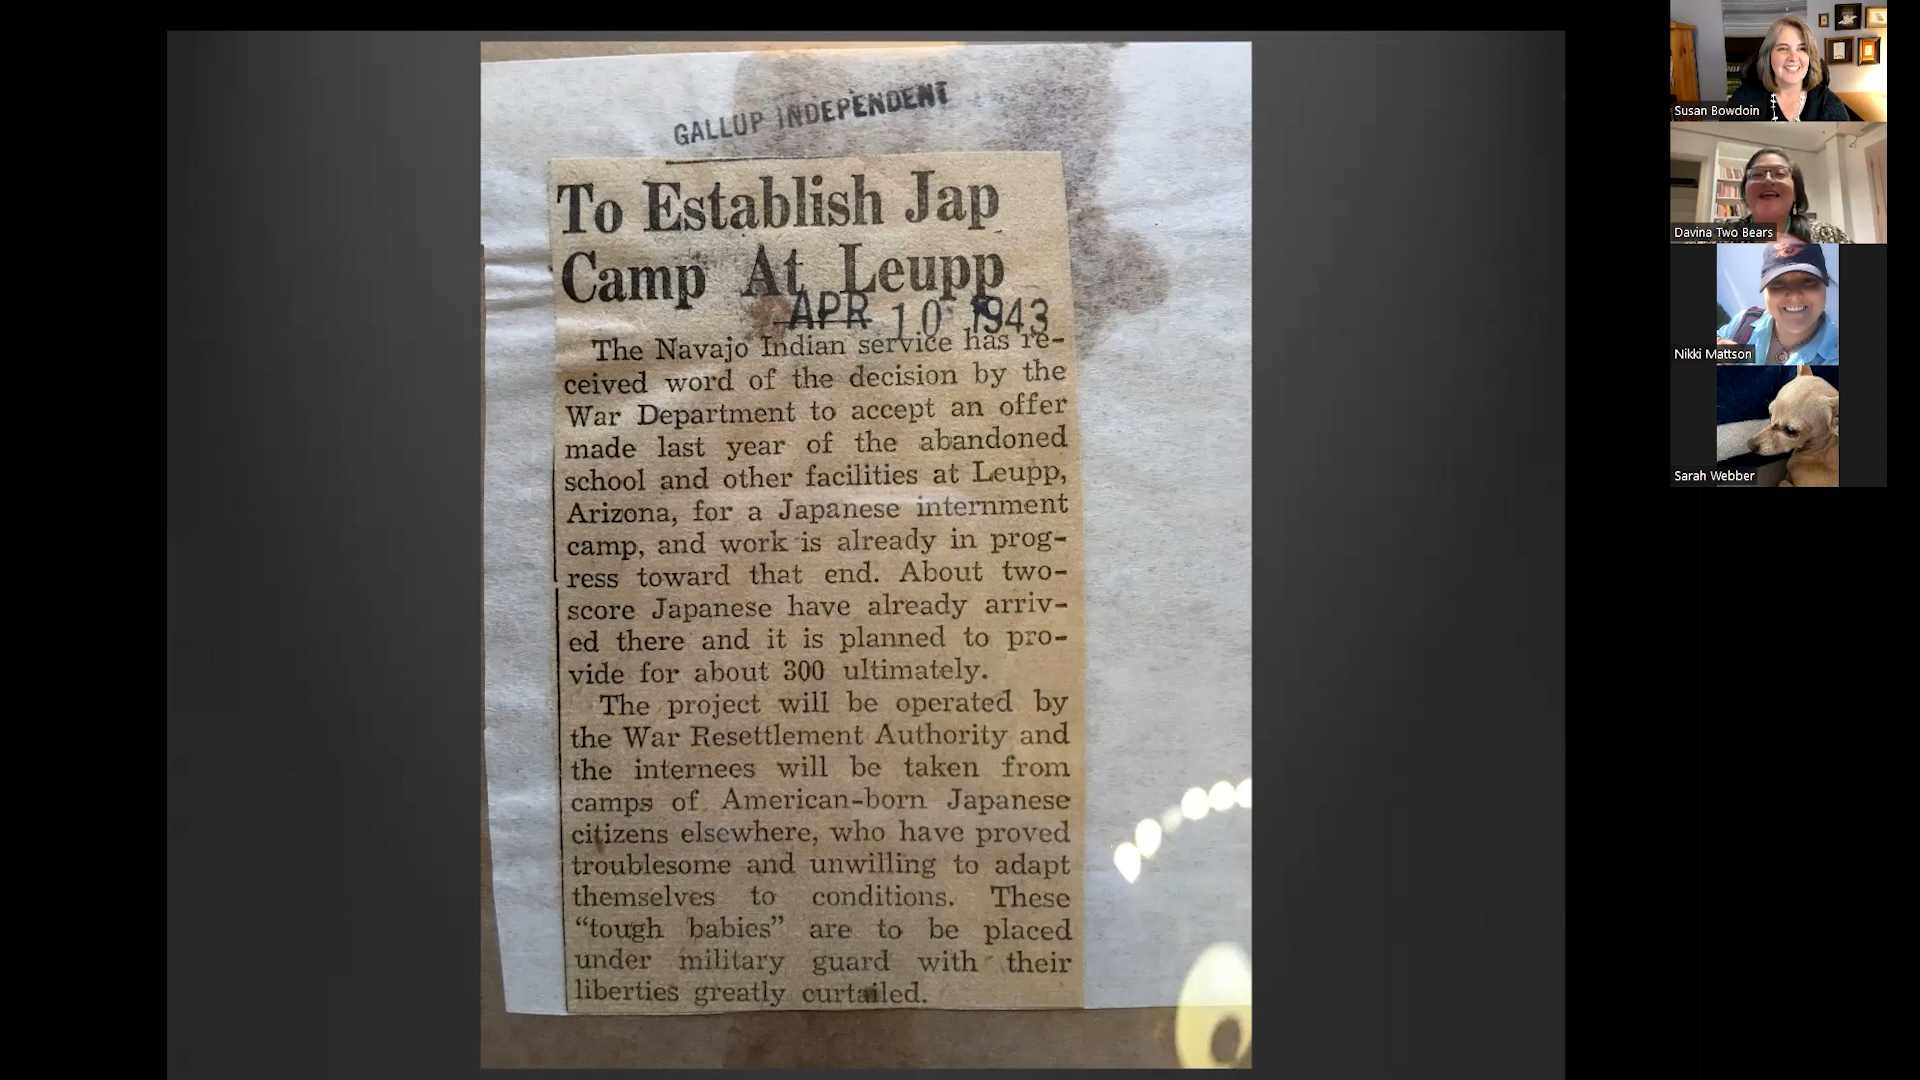 GALLUP INDEPENDENT
To Establish Jap
Camp At Leupp
APR 10 1943
The Navajo Indian service has re-
ceived word of the decision by the
War Department to accept an offer
made last year of the abandoned
school and other facilities at Leupp,
Arizona, for a Japanese internment
camp, and work is already in prog-
ress toward that end. About two-
score Japanese have already arriv-
ed there and it is planned to pro-
vide for about 300 ultimately.
The project will be operated by
the War Resettlement Authority and
the internees will be taken from
camps of American-born Japanese
citizens elsewhere, who have proved
troublesome and unwilling to adapt
themselves to conditions. These
“tough babies” are to be placed
under military guard with their
liberties greatly curtailed.
Susan Bowdoin
Davina Two Bears
Nikki Mattson
Sarah Webber